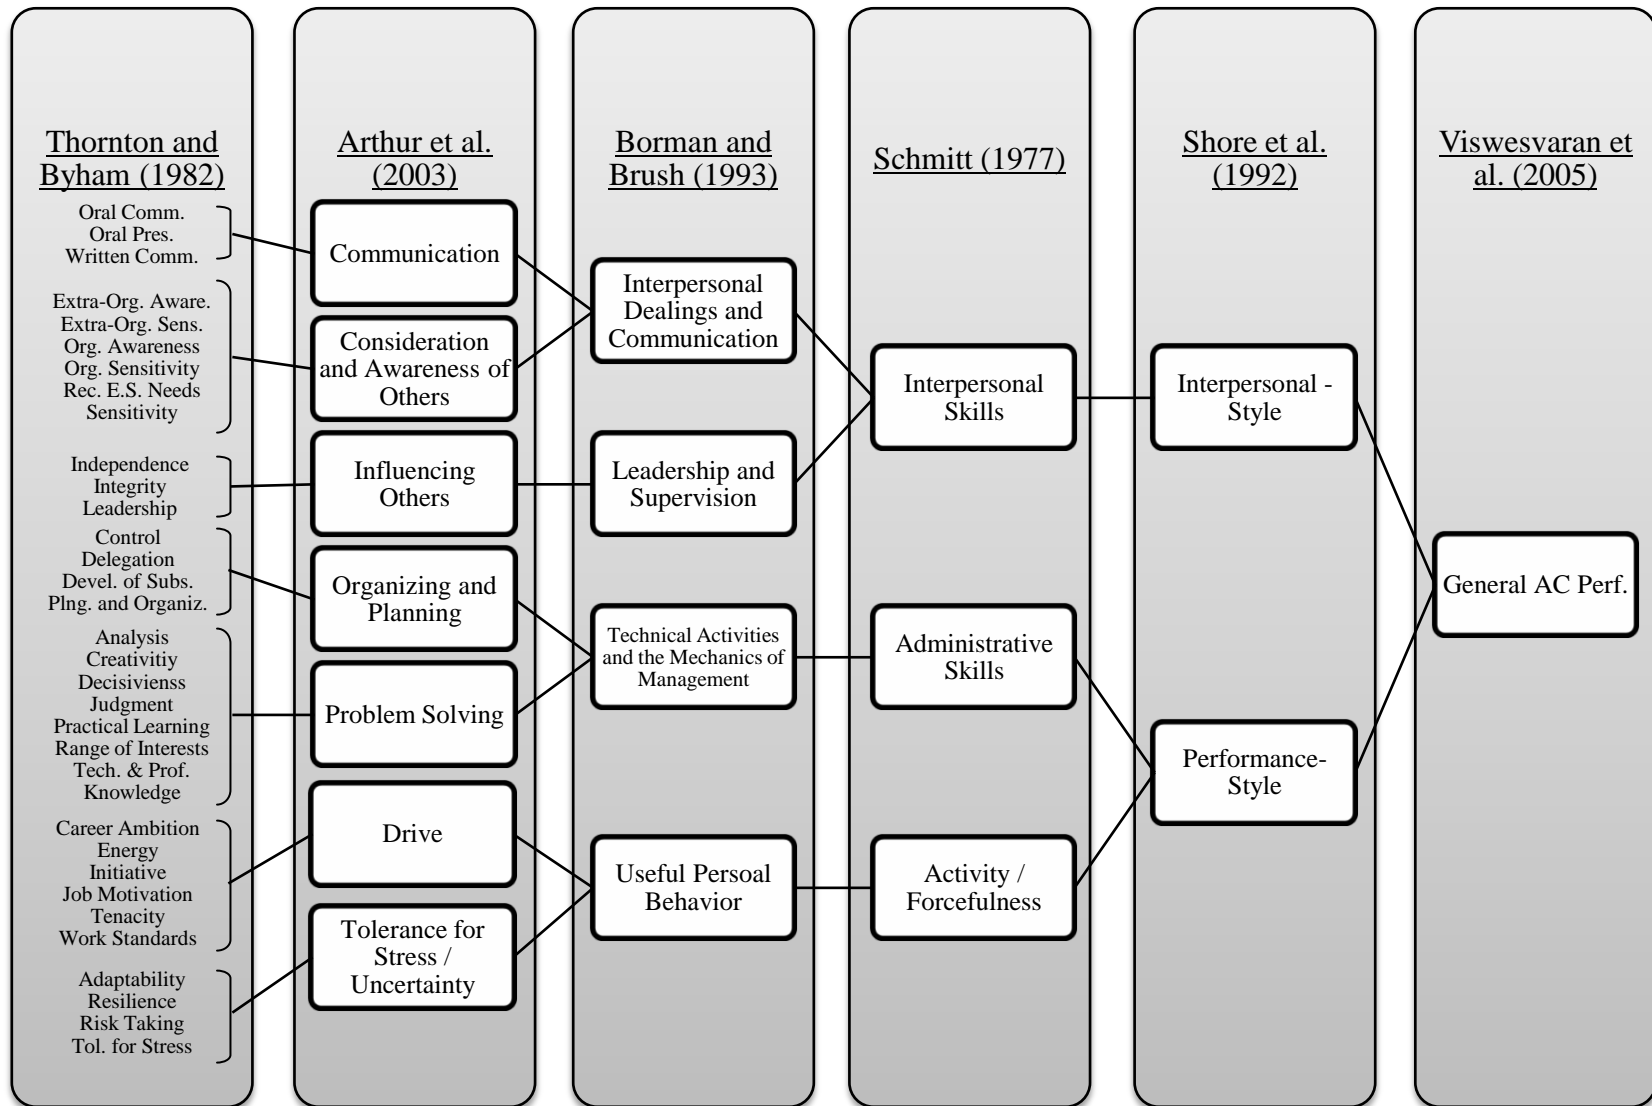 Thornton and
Byham (1982)
Oral Comm.
Oral Pres.
Written Comm.
Extra-Org. Aware.
Extra-Org. Sens.
Org. Awareness
Org. Sensitivity
Rec. E.S. Needs
Sensitivity
Independence
Integrity
Leadership
Control
Delegation
Devel. of Subs.
Plng. and Organiz.
Analysis
Creativitiy
Decisivienss
Judgment
Practical Learning
Range of Interests
Tech. & Prof.
Knowledge
Career Ambition
Energy
Initiative
Job Motivation
Tenacity
Work Standards
Adaptability
Resilience
Risk Taking
Tol. for Stress
Arthur et al.
(2003)
Communication
Consideration
and Awareness of
Others
Influencing
Others
Organizing and
Planning
Problem Solving
Drive
Tolerance for
Stress /
Uncertainty
Borman and
Brush (1993)
Interpersonal
Dealings and
Communication
Leadership and
Supervision
Technical Activities
and the Mechanics of
Management
Useful Persoal
Behavior
Schmitt (1977)
Interpersonal
Skills
Administrative
Skills
Activity /
Forcefulness
Shore et al.
(1992)
Interpersonal -
Style
Performance-
Style
Viswesvaran et
al. (2005)
General AC Perf.